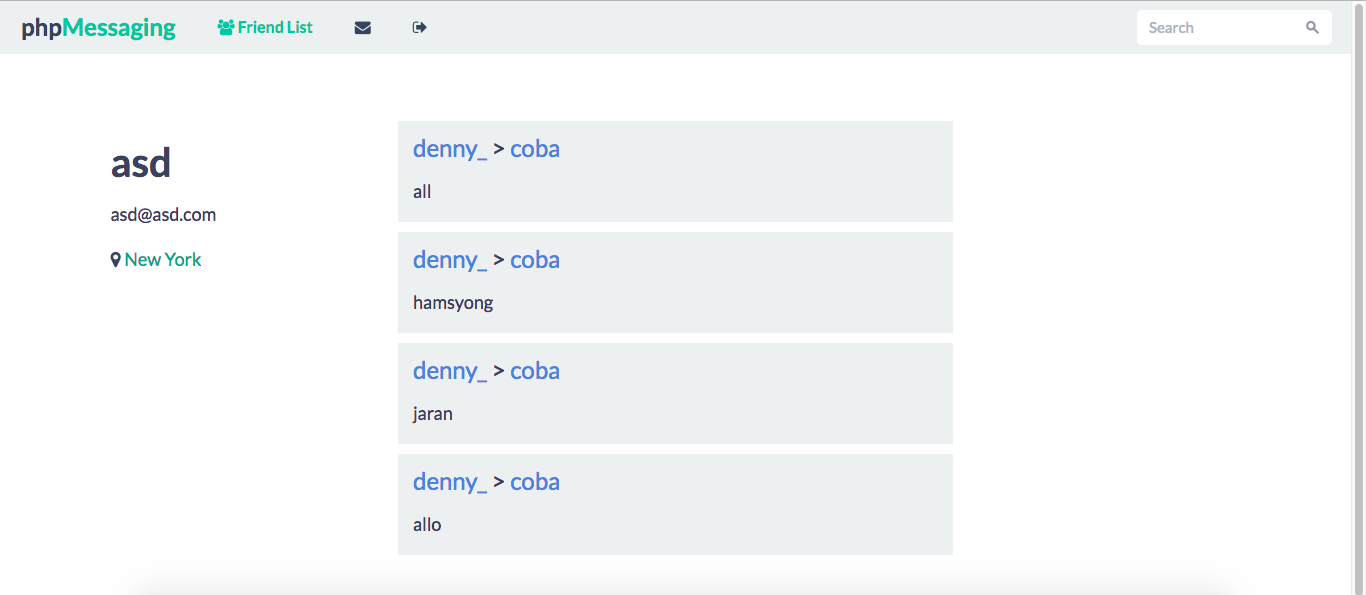 phpMessaging Friend List Search
asd
asd@asd.com
New York
denny_ > coba
all
denny_ > coba
hamsyong
denny_ > coba
jaran
denny_ > coba
allo